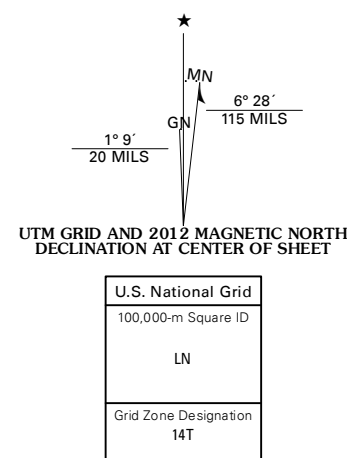 ★
MN
GN
6° 28´
115 MILS
1° 9´
20 MILS
UTM GRID AND 2012 MAGNETIC NORTH
DECLINATION AT CENTER OF SHEET
U.S. National Grid
100,000-m Square ID
LN
Grid Zone Designation
14T